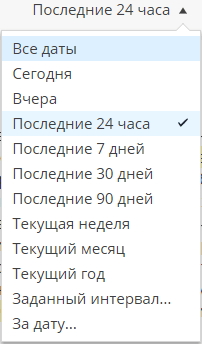 Последние 24 часа
Все даты
Сегодня
Вчера
Последние 24 часа
Последние 7 дней
Последние 30 дней
Последние 90 дней
Текущая неделя
Текущий месяц
Текущий год
Заданный интервал...
За дату...